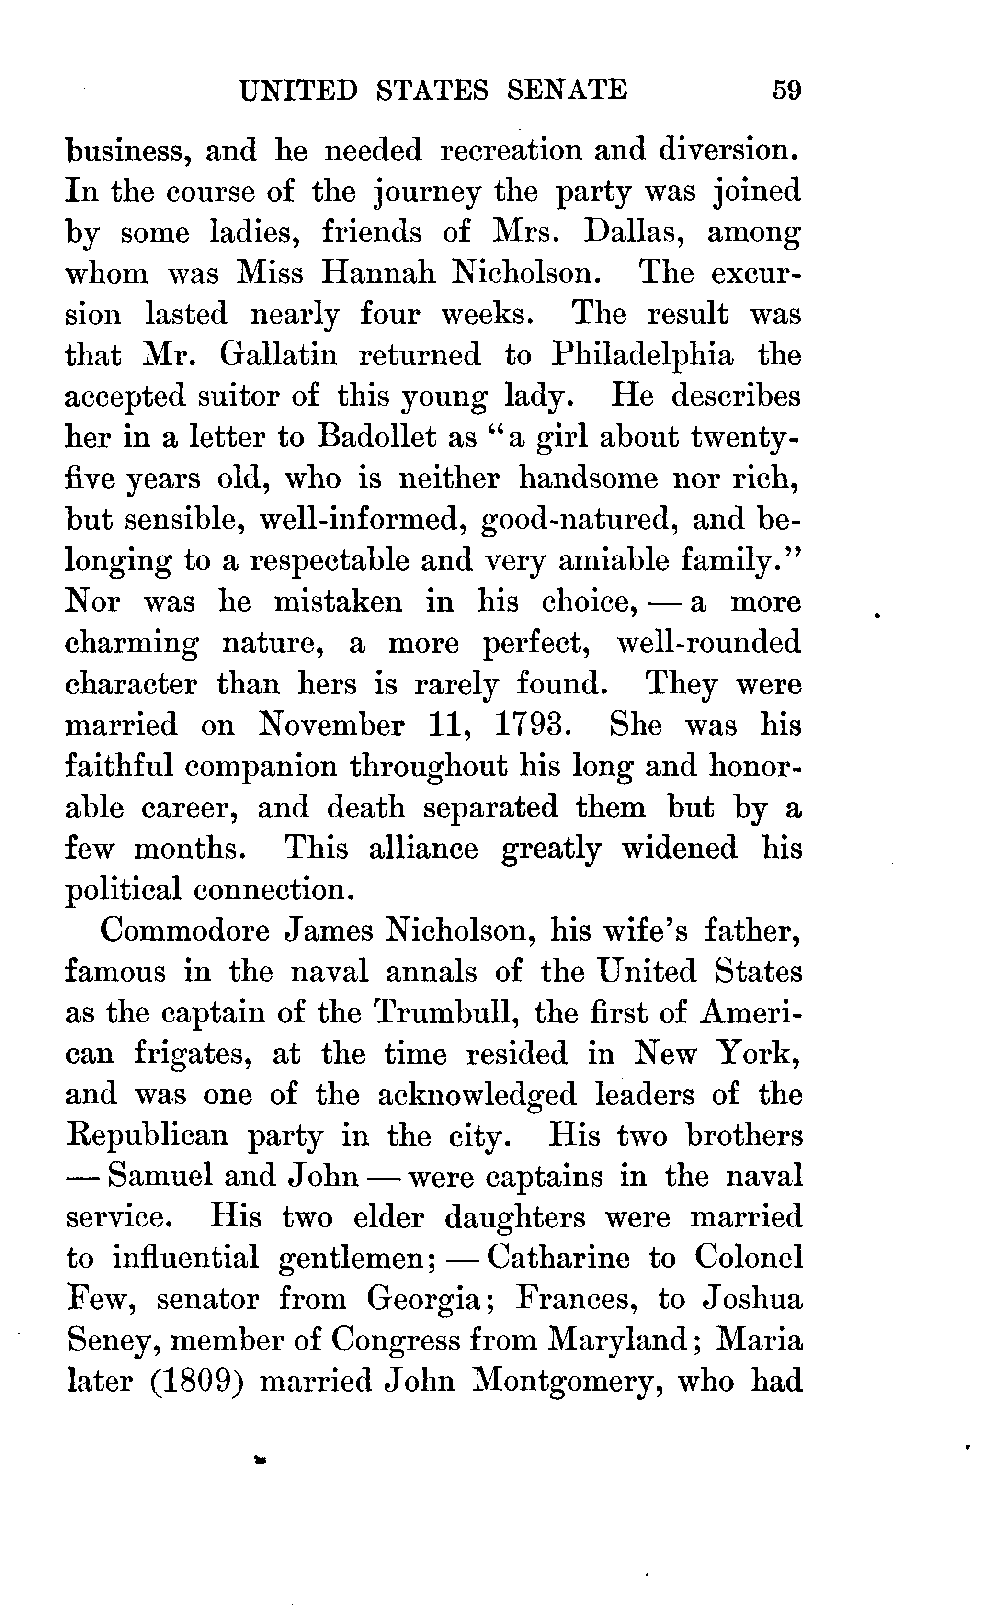 UNITED STATES SENATE 59
business, and he needed recreation and diversion.
In the course of the journey the party was joined
by some ladies, friends of Mrs. Dallas, among
whom was Miss Hannah Nicholson. The excur-
sion lasted nearly four weeks. The result was
that Mr. Gallatin returned to Philadelphia the
accepted suitor of this young lady. He describes
her in a letter to Badollet as "a girl about twenty-
five years old, who is neither handsome nor rich,
but sensible, well-informed, good-natured, and be-
longing to a respectable and very amiable family."
Nor was he mistaken in his choice, — a more
charming nature, a more perfect, well-rounded
character than hers is rarely found. They were
married on November 11, 1793. She was his
faithful companion throughout his long and honor-
able career, and death separated them but by a
few months. This alliance greatly widened his
political connection.
Commodore James Nicholson, his wife's father,
famous in the naval annals of the United States
as the captain of the Trumbull, the first of Ameri-
can frigates, at the time resided in New York,
and was one of the acknowledged leaders of the
Republican party in the city. His two brothers
— Samuel and John — were captains in the naval
service. His two elder daughters were married
to influential gentlemen; — Catharine to Colonel
Few, senator from Georgia; Frances, to Joshua
Seney, member of Congress from Maryland; Maria
later (1809) married John Montgomery, who had